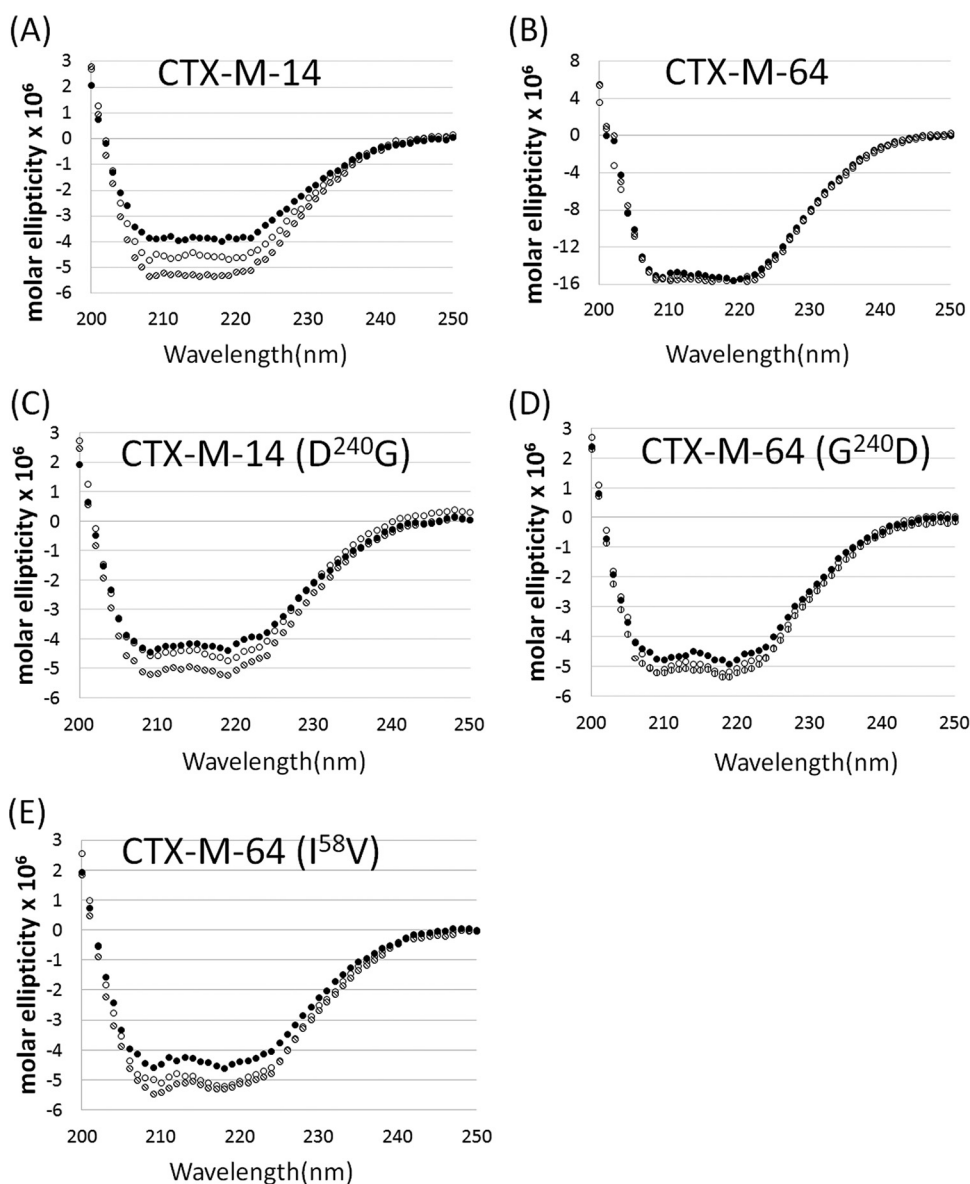 (A)
CTX-M-14
molar ellipticity x 10⁶
3
2
1
0
-1
-2
-3
-4
-5
-6
200 210 220 230 240 250
Wavelength(nm)
(B)
CTX-M-64
molar ellipticity x 10⁶
8
4
0
-4
-8
-12
-16
200 210 220 230 240 250
Wavelength(nm)
(C)
CTX-M-14 (D²⁴⁰G)
molar ellipticity x 10⁶
3
2
1
0
-1
-2
-3
-4
-5
-6
200 210 220 230 240 250
Wavelength(nm)
(D)
CTX-M-64 (G²⁴⁰D)
molar ellipticity x 10⁶
3
2
1
0
-1
-2
-3
-4
-5
-6
200 210 220 230 240 250
Wavelength(nm)
(E)
CTX-M-64 (I⁵⁸V)
molar ellipticity x 10⁶
3
2
1
0
-1
-2
-3
-4
-5
-6
200 210 220 230 240 250
Wavelength(nm)